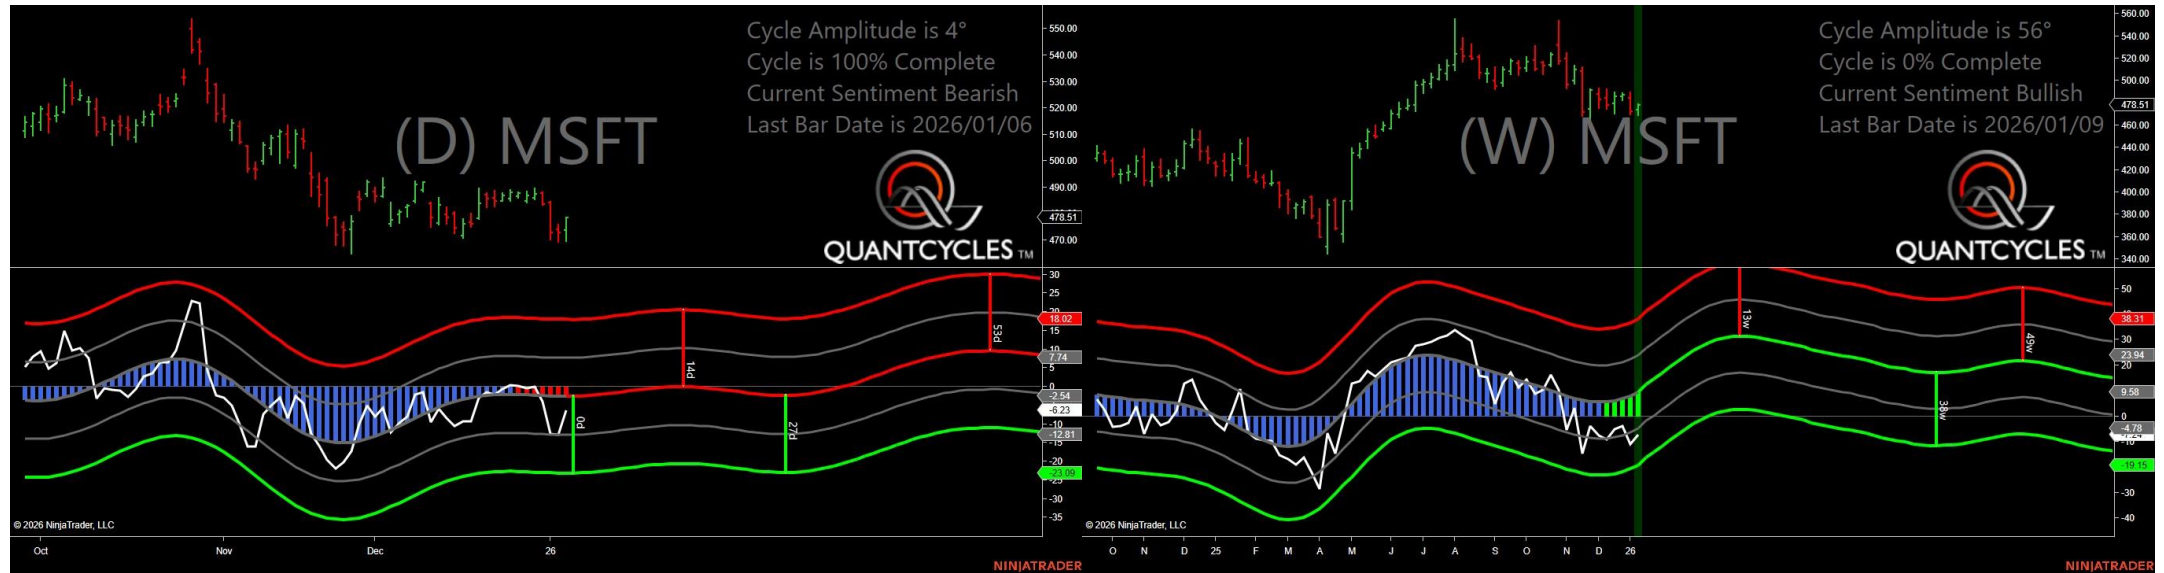 Cycle Amplitude is 4°
Cycle is 100% Complete
Current Sentiment Bearish
Last Bar Date is 2026/01/06
(D) MSFT
QUANTCYCLES TM
550.00
540.00
530.00
520.00
510.00
500.00
490.00
478.51
470.00
30
25
18.02
15
10
7.74
5
0
-2.54
-6.23
-10
-12.81
-15
-20
-23.09
-30
-35
0d
14d
27d
53d
© 2026 NinjaTrader, LLC
Oct
Nov
Dec
26
NINJATRADER
Cycle Amplitude is 56°
Cycle is 0% Complete
Current Sentiment Bullish
Last Bar Date is 2026/01/09
(W) MSFT
QUANTCYCLES TM
560.00
540.00
520.00
500.00
478.51
460.00
440.00
420.00
400.00
380.00
360.00
340.00
50
38.31
30
23.94
20
9.58
0
-4.78
-10
-19.15
-30
-40
13w
38w
49w
© 2026 NinjaTrader, LLC
O N D 25 F M A M J J A S O N D 26
NINJATRADER